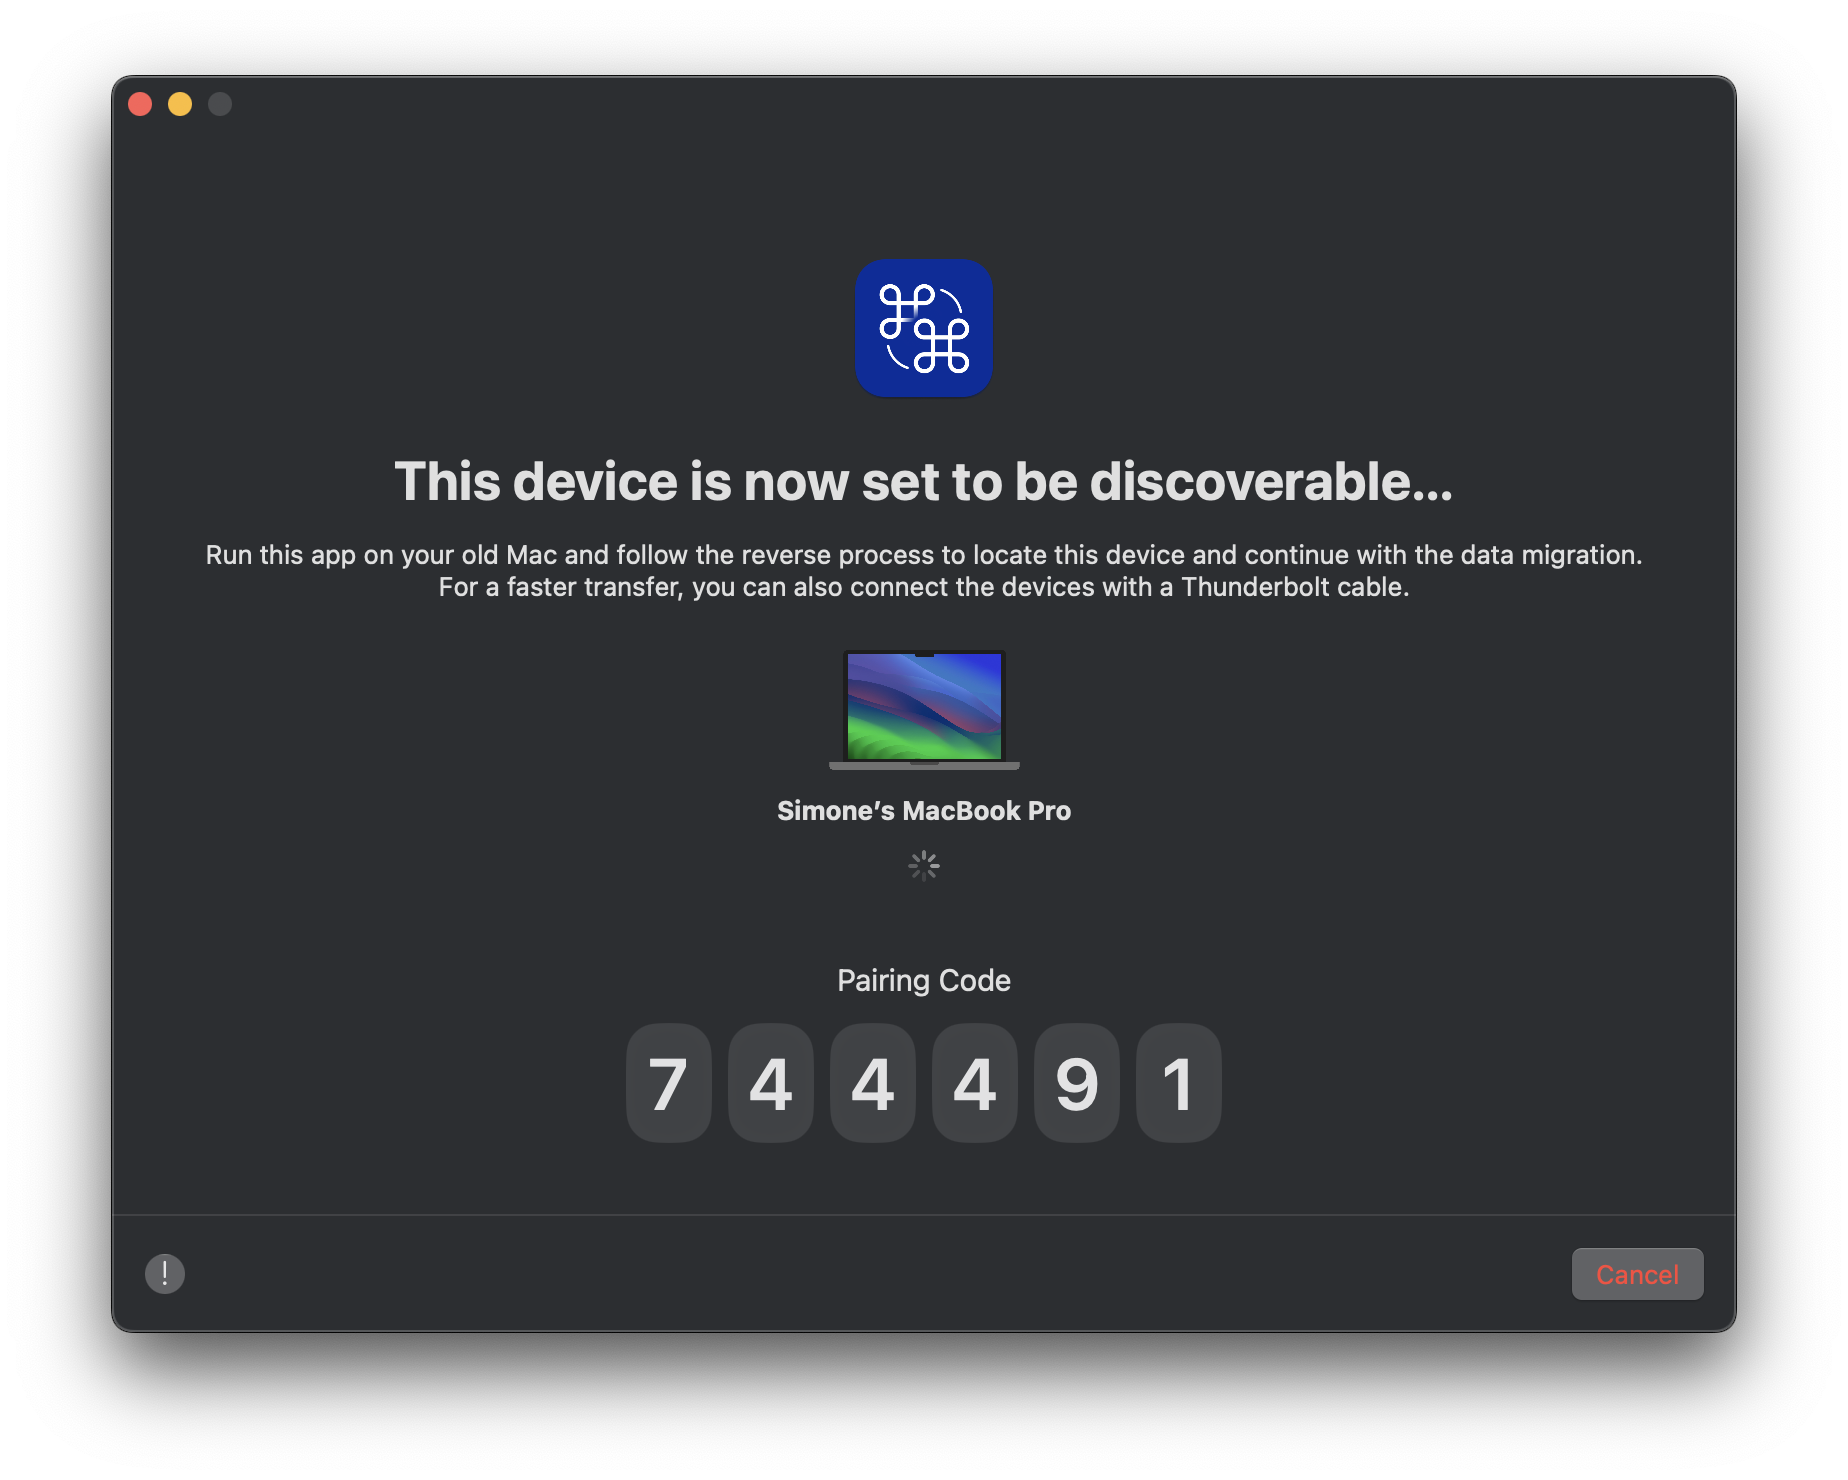 This device is now set to be discoverable...
Run this app on your old Mac and follow the reverse process to locate this device and continue with the data migration.
For a faster transfer, you can also connect the devices with a Thunderbolt cable.
Simone’s MacBook Pro
Pairing Code
7 4 4 4 9 1
!
Cancel